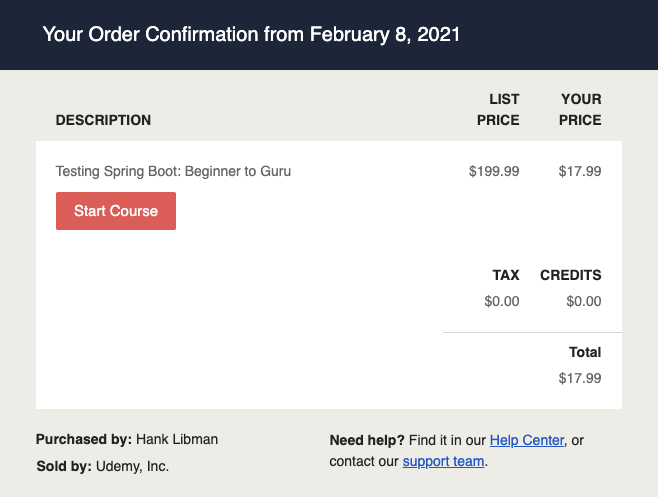 Your Order Confirmation from February 8, 2021
DESCRIPTION LIST PRICE YOUR PRICE
Testing Spring Boot: Beginner to Guru $199.99 $17.99
Start Course
TAX CREDITS
$0.00 $0.00
Total
$17.99
Purchased by: Hank Libman
Sold by: Udemy, Inc.
Need help? Find it in our Help Center, or
contact our support team.